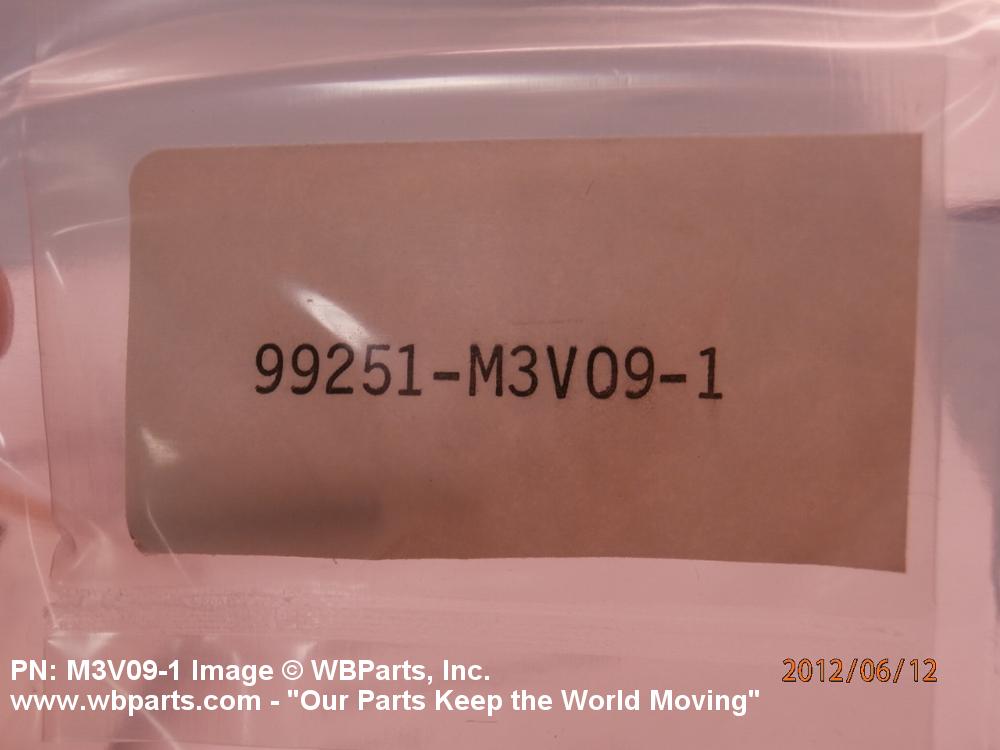 99251-M3V09-1
PN: M3V09-1 Image © WBParts, Inc.
2012/06/12
www.wbparts.com - "Our Parts Keep the World Moving"